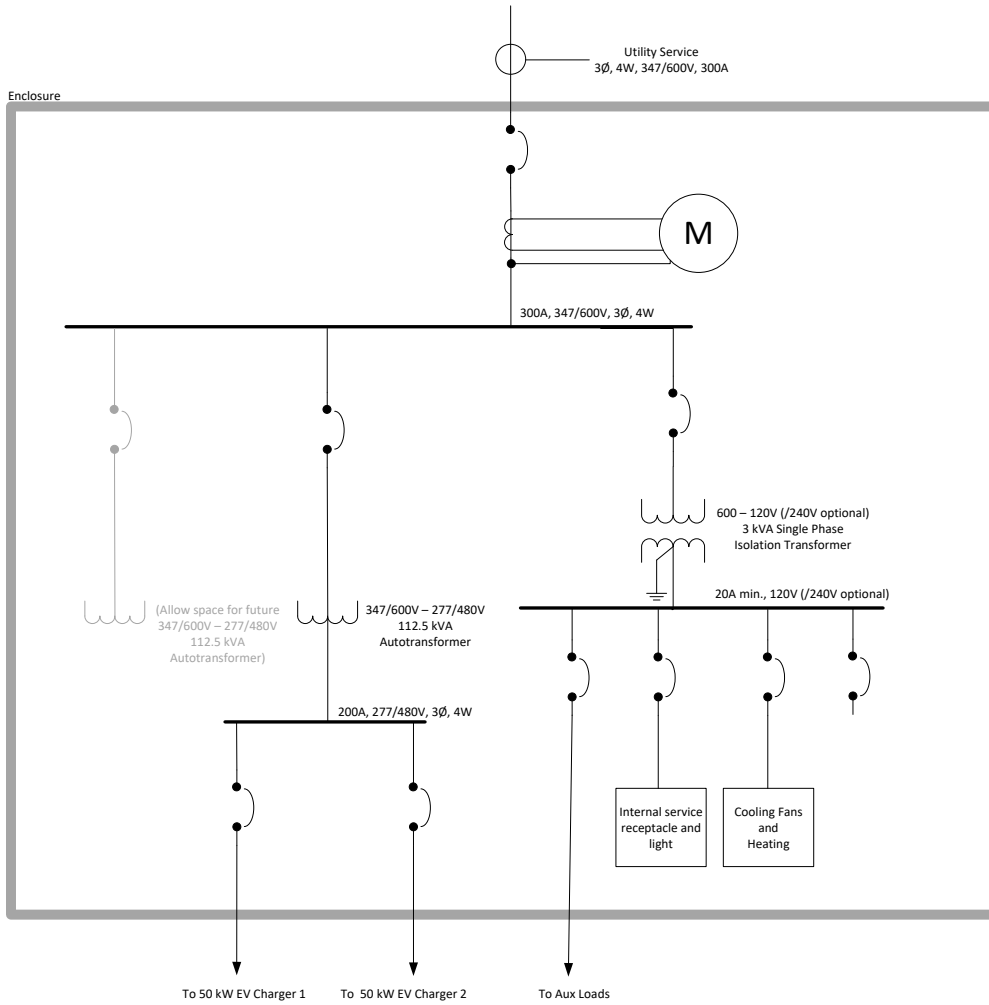 Utility Service
3Ø, 4W, 347/600V, 300A
Enclosure
M
300A, 347/600V, 3Ø, 4W
600 – 120V (/240V optional)
3 kVA Single Phase
Isolation Transformer
20A min., 120V (/240V optional)
(Allow space for future
347/600V – 277/480V
112.5 kVA
Autotransformer)
347/600V – 277/480V
112.5 kVA
Autotransformer
200A, 277/480V, 3Ø, 4W
Internal service
receptacle and
light
Cooling Fans
and
Heating
To 50 kW EV Charger 1
To  50 kW EV Charger 2
To Aux Loads